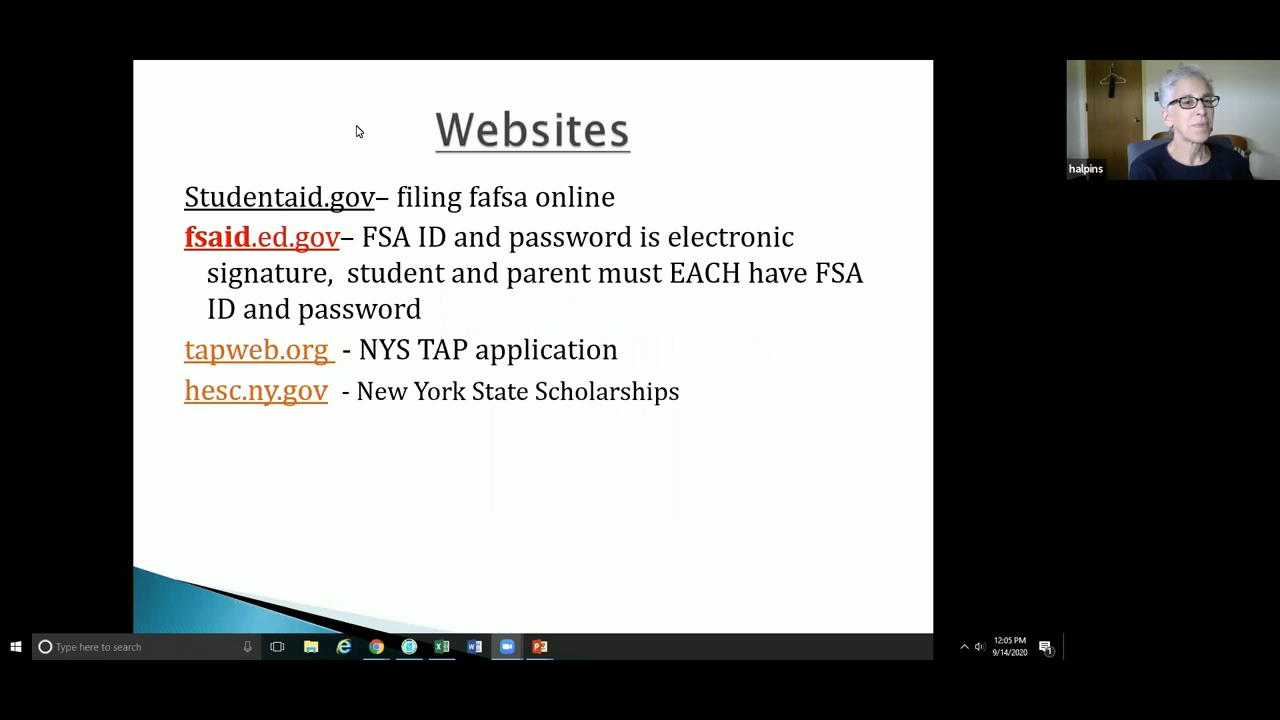 Websites
Studentaid.gov– filing fafsa online
fsaid.ed.gov– FSA ID and password is electronic
signature,  student and parent must EACH have FSA
ID and password
tapweb.org  - NYS TAP application
hesc.ny.gov  - New York State Scholarships
halpins
Type here to search
12:05 PM
9/14/2020
1